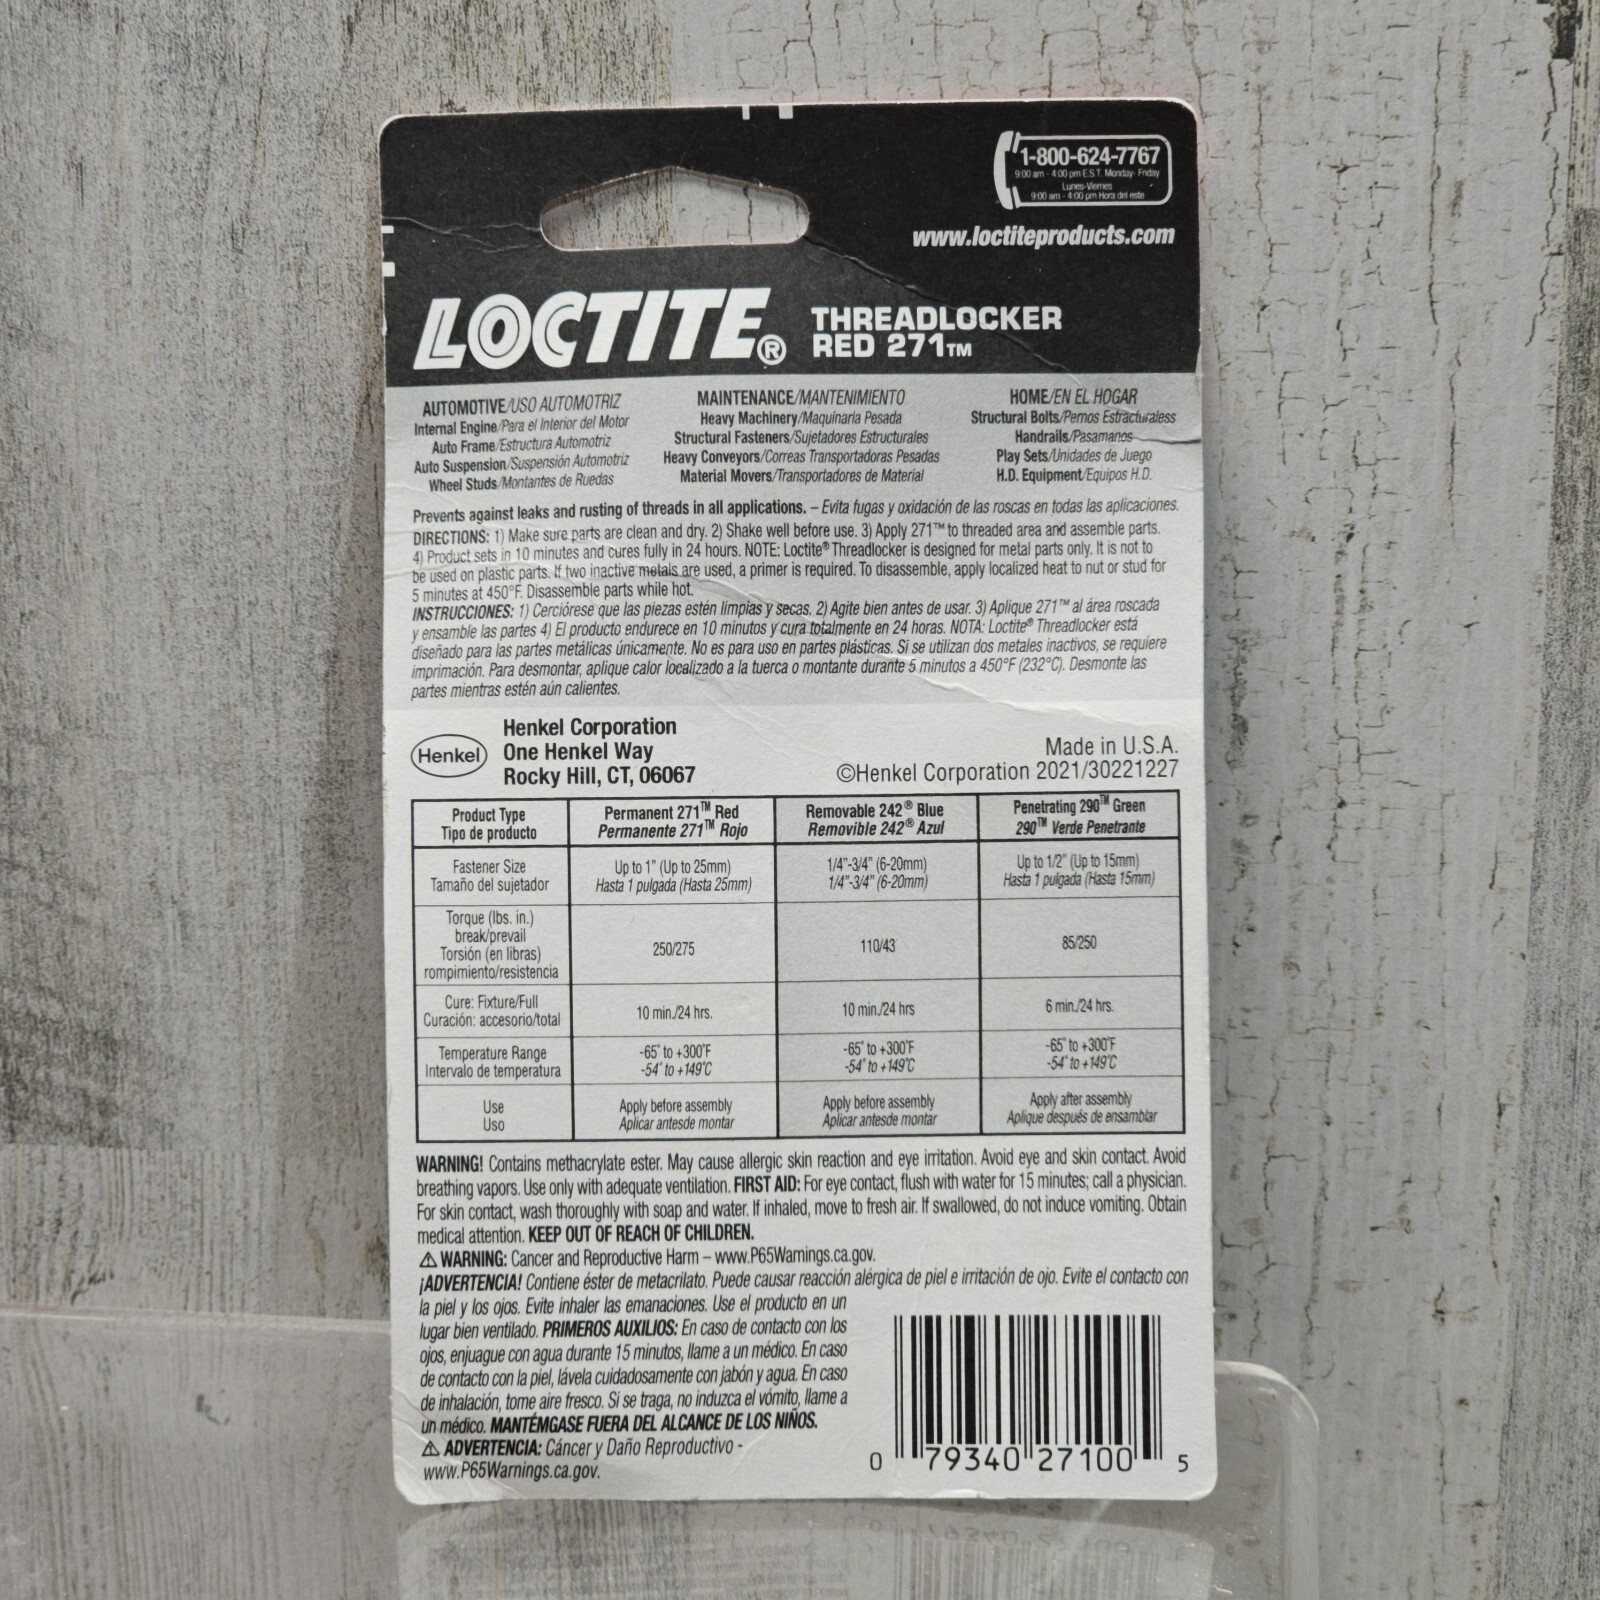 1-800-624-7767
9:00 am - 4:00 pm E.S.T. Monday- Friday
Lunes-Viernes
9:00 am - 4:00 pm Hora del este
www.loctiteproducts.com
LOCTITE® THREADLOCKER
RED 271™
AUTOMOTIVE/USO AUTOMOTRIZ
Internal Engine/Para el Interior del Motor
Auto Frame/Estructura Automotriz
Auto Suspension/Suspensión Automotriz
Wheel Studs/Montantes de Ruedas
MAINTENANCE/MANTENIMIENTO
Heavy Machinery/Maquinaria Pesada
Structural Fasteners/Sujetadores Estructurales
Heavy Conveyors/Correas Transportadoras Pesadas
Material Movers/Transportadores de Material
HOME/EN EL HOGAR
Structural Bolts/Pernos Estracturaless
Handrails/Pasamanos
Play Sets/Unidades de Juego
H.D. Equipment/Equipos H.D.
Prevents against leaks and rusting of threads in all applications. – Evita fugas y oxidación de las roscas en todas las aplicaciones.
DIRECTIONS: 1) Make sure parts are clean and dry. 2) Shake well before use. 3) Apply 271™ to threaded area and assemble parts.
4) Product sets in 10 minutes and cures fully in 24 hours. NOTE: Loctite® Threadlocker is designed for metal parts only. It is not to
be used on plastic parts. If two inactive metals are used, a primer is required. To disassemble, apply localized heat to nut or stud for
5 minutes at 450°F. Disassemble parts while hot.
INSTRUCCIONES: 1) Cerciórese que las piezas estén limpias y secas. 2) Agite bien antes de usar. 3) Aplique 271™ al área roscada
y ensamble las partes 4) El producto endurece en 10 minutos y cura totalmente en 24 horas. NOTA: Loctite® Threadlocker está
diseñado para las partes metálicas únicamente. No es para uso en partes plásticas. Si se utilizan dos metales inactivos, se requiere
imprimación. Para desmontar, aplique calor localizado a la tuerca o montante durante 5 minutos a 450°F (232°C). Desmonte las
partes mientras estén aún calientes.
Henkel
Henkel Corporation
One Henkel Way
Rocky Hill, CT, 06067
Made in U.S.A.
©Henkel Corporation 2021/30221227
Product Type
Tipo de producto
Permanent 271™ Red
Permanente 271™ Rojo
Removable 242® Blue
Removible 242® Azul
Penetrating 290™ Green
290™ Verde Penetrante
Fastener Size
Tamaño del sujetador
Up to 1" (Up to 25mm)
Hasta 1 pulgada (Hasta 25mm)
1/4"-3/4" (6-20mm)
1/4"-3/4" (6-20mm)
Up to 1/2" (Up to 15mm)
Hasta 1 pulgada (Hasta 15mm)
Torque (lbs. in.)
break/prevail
Torsión (en libras)
rompimiento/resistencia
250/275
110/43
85/250
Cure: Fixture/Full
Curación: accesorio/total
10 min./24 hrs.
10 min./24 hrs
6 min./24 hrs.
Temperature Range
Intervalo de temperatura
-65° to +300°F
-54° to +149°C
-65° to +300°F
-54° to +149°C
-65° to +300°F
-54° to +149°C
Use
Uso
Apply before assembly
Aplicar antesde montar
Apply before assembly
Aplicar antesde montar
Apply after assembly
Aplique después de ensamblar
WARNING! Contains methacrylate ester. May cause allergic skin reaction and eye irritation. Avoid eye and skin contact. Avoid
breathing vapors. Use only with adequate ventilation. FIRST AID: For eye contact, flush with water for 15 minutes; call a physician.
For skin contact, wash thoroughly with soap and water. If inhaled, move to fresh air. If swallowed, do not induce vomiting. Obtain
medical attention. KEEP OUT OF REACH OF CHILDREN.
⚠ WARNING: Cancer and Reproductive Harm – www.P65Warnings.ca.gov.
¡ADVERTENCIA! Contiene éster de metacrilato. Puede causar reacción alérgica de piel e irritación de ojo. Evite el contacto con
la piel y los ojos. Evite inhaler las emanaciones. Use el producto en un
lugar bien ventilado. PRIMEROS AUXILIOS: En caso de contacto con los
ojos, enjuague con agua durante 15 minutos, llame a un médico. En caso
de contacto con la piel, lávela cuidadosamente con jabón y agua. En caso
de inhalación, tome aire fresco. Si se traga, no induzca el vómito, llame a
un médico. MANTÉMGASE FUERA DEL ALCANCE DE LOS NIÑOS.
⚠ ADVERTENCIA: Cáncer y Daño Reproductivo -
www.P65Warnings.ca.gov.
0 79340 27100 5